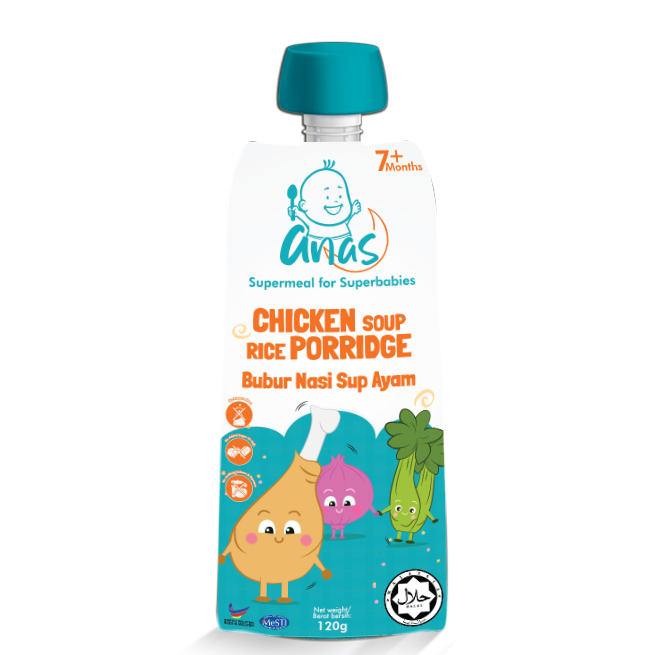 7+
Months
anas
Supermeal for Superbabies
CHICKEN SOUP
RICE PORRIDGE
Bubur Nasi Sup Ayam
MeSTI
Net weight/
Berat bersih:
120g
حلال
HALAL